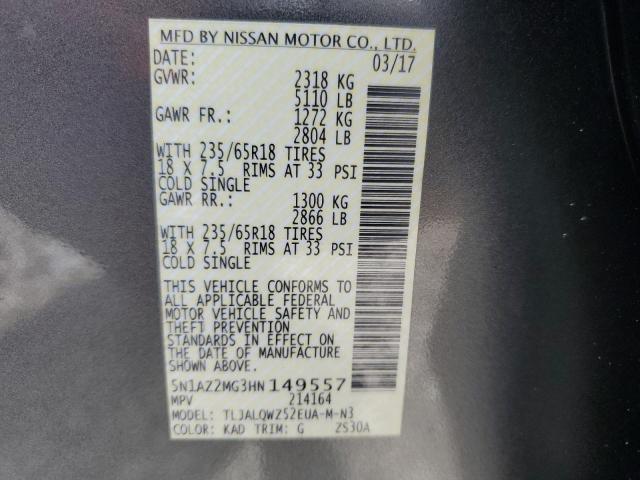 MFD BY NISSAN MOTOR CO., LTD.
DATE: 03/17
GVWR: 2318 KG
5110 LB
GAWR FR.: 1272 KG
2804 LB
WITH 235/65R18 TIRES
18 X 7.5 RIMS AT 33 PSI
COLD SINGLE
GAWR RR.: 1300 KG
2866 LB
WITH 235/65R18 TIRES
18 X 7.5 RIMS AT 33 PSI
COLD SINGLE
THIS VEHICLE CONFORMS TO
ALL APPLICABLE FEDERAL
MOTOR VEHICLE SAFETY AND
THEFT PREVENTION
STANDARDS IN EFFECT ON
THE DATE OF MANUFACTURE
SHOWN ABOVE.
5N1AZ2MG3HN149557
MPV 214164
MODEL: TLJALQWZ52EUA-M-N3
COLOR: KAD TRIM: G ZS30A